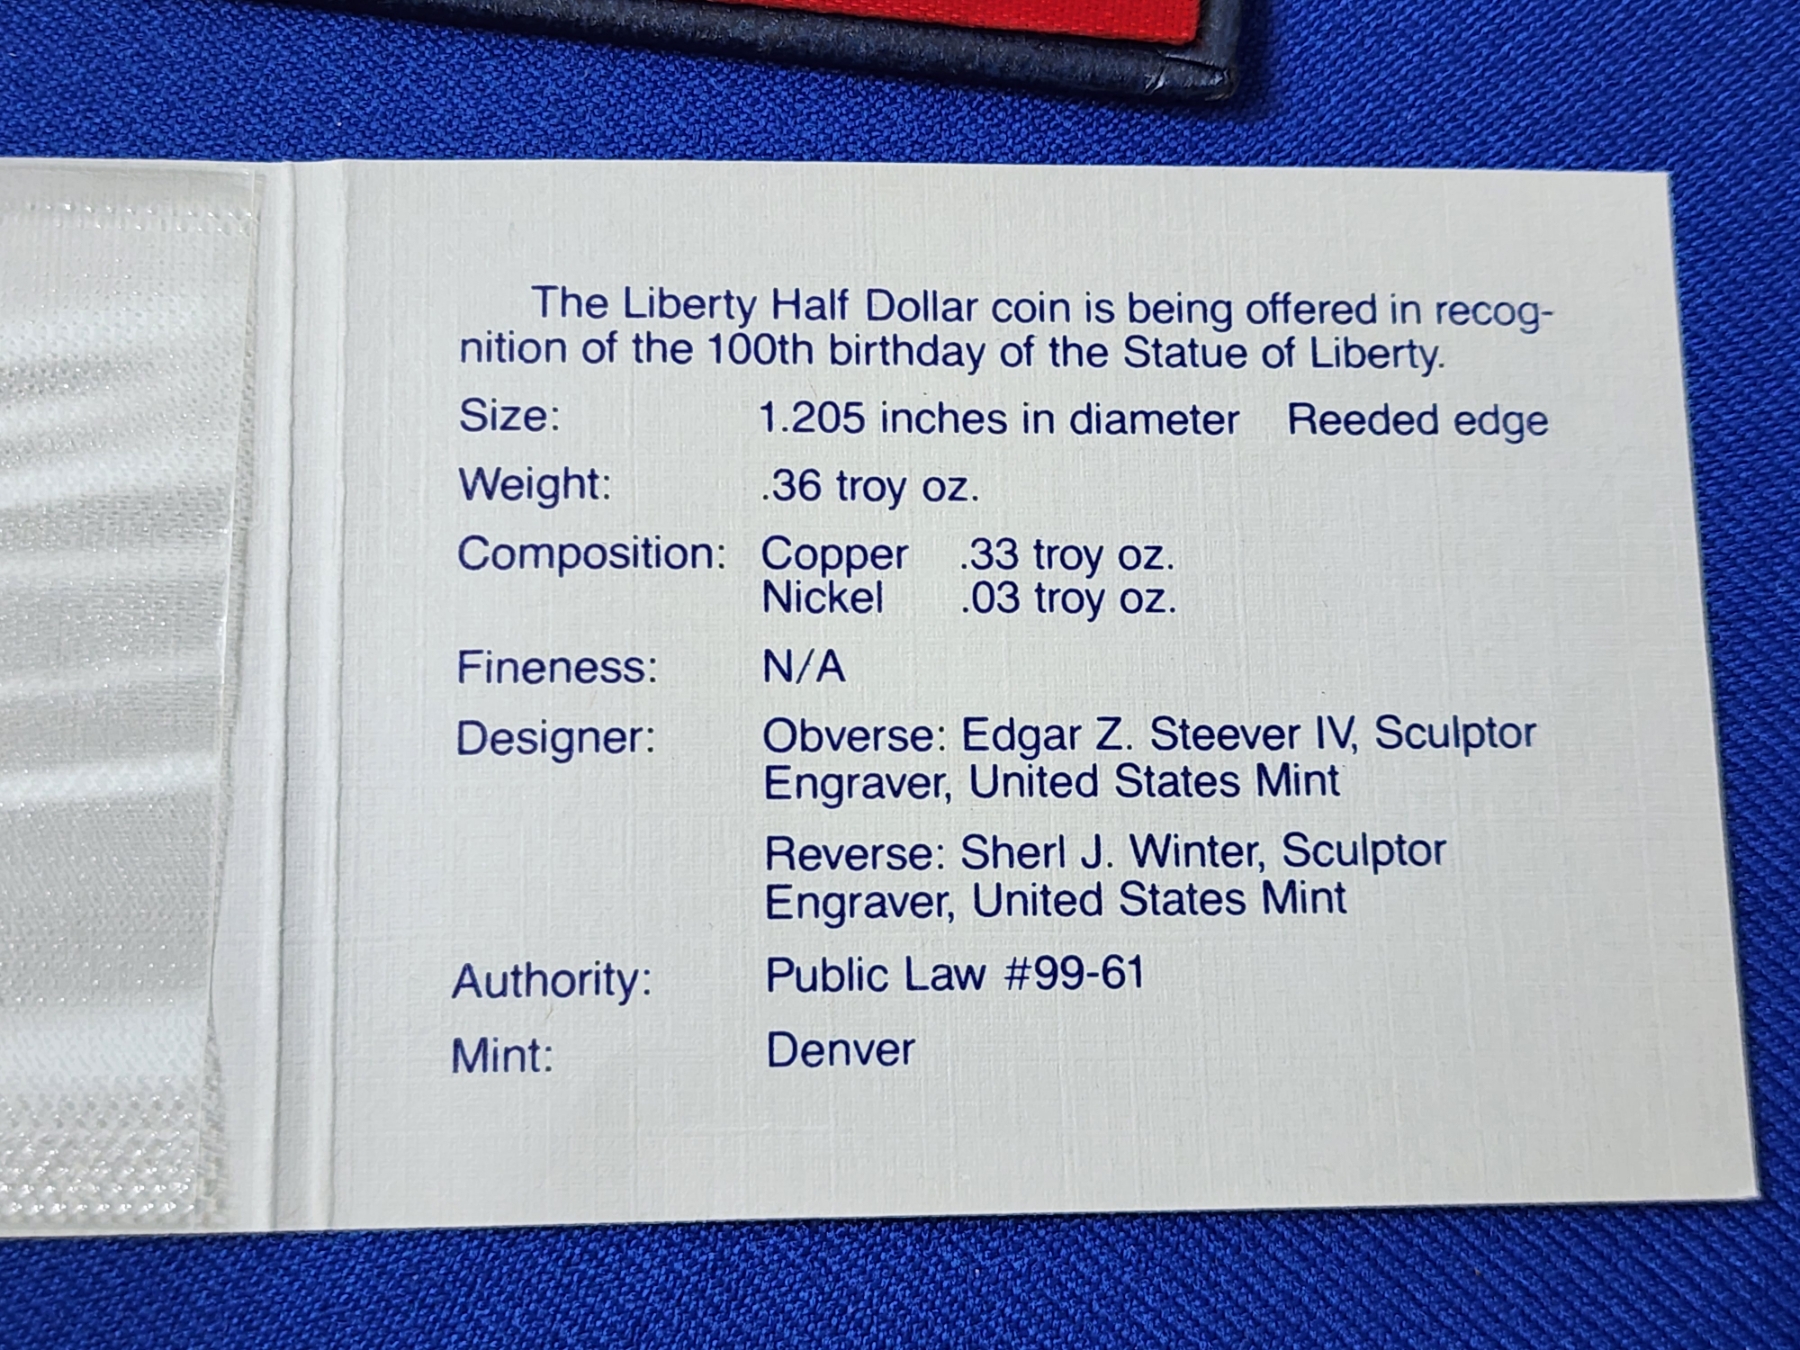 The Liberty Half Dollar coin is being offered in recog-
nition of the 100th birthday of the Statue of Liberty.
Size: 1.205 inches in diameter Reeded edge
Weight: .36 troy oz.
Composition: Copper .33 troy oz.
Nickel .03 troy oz.
Fineness: N/A
Designer: Obverse: Edgar Z. Steever IV, Sculptor
Engraver, United States Mint
Reverse: Sherl J. Winter, Sculptor
Engraver, United States Mint
Authority: Public Law #99-61
Mint: Denver